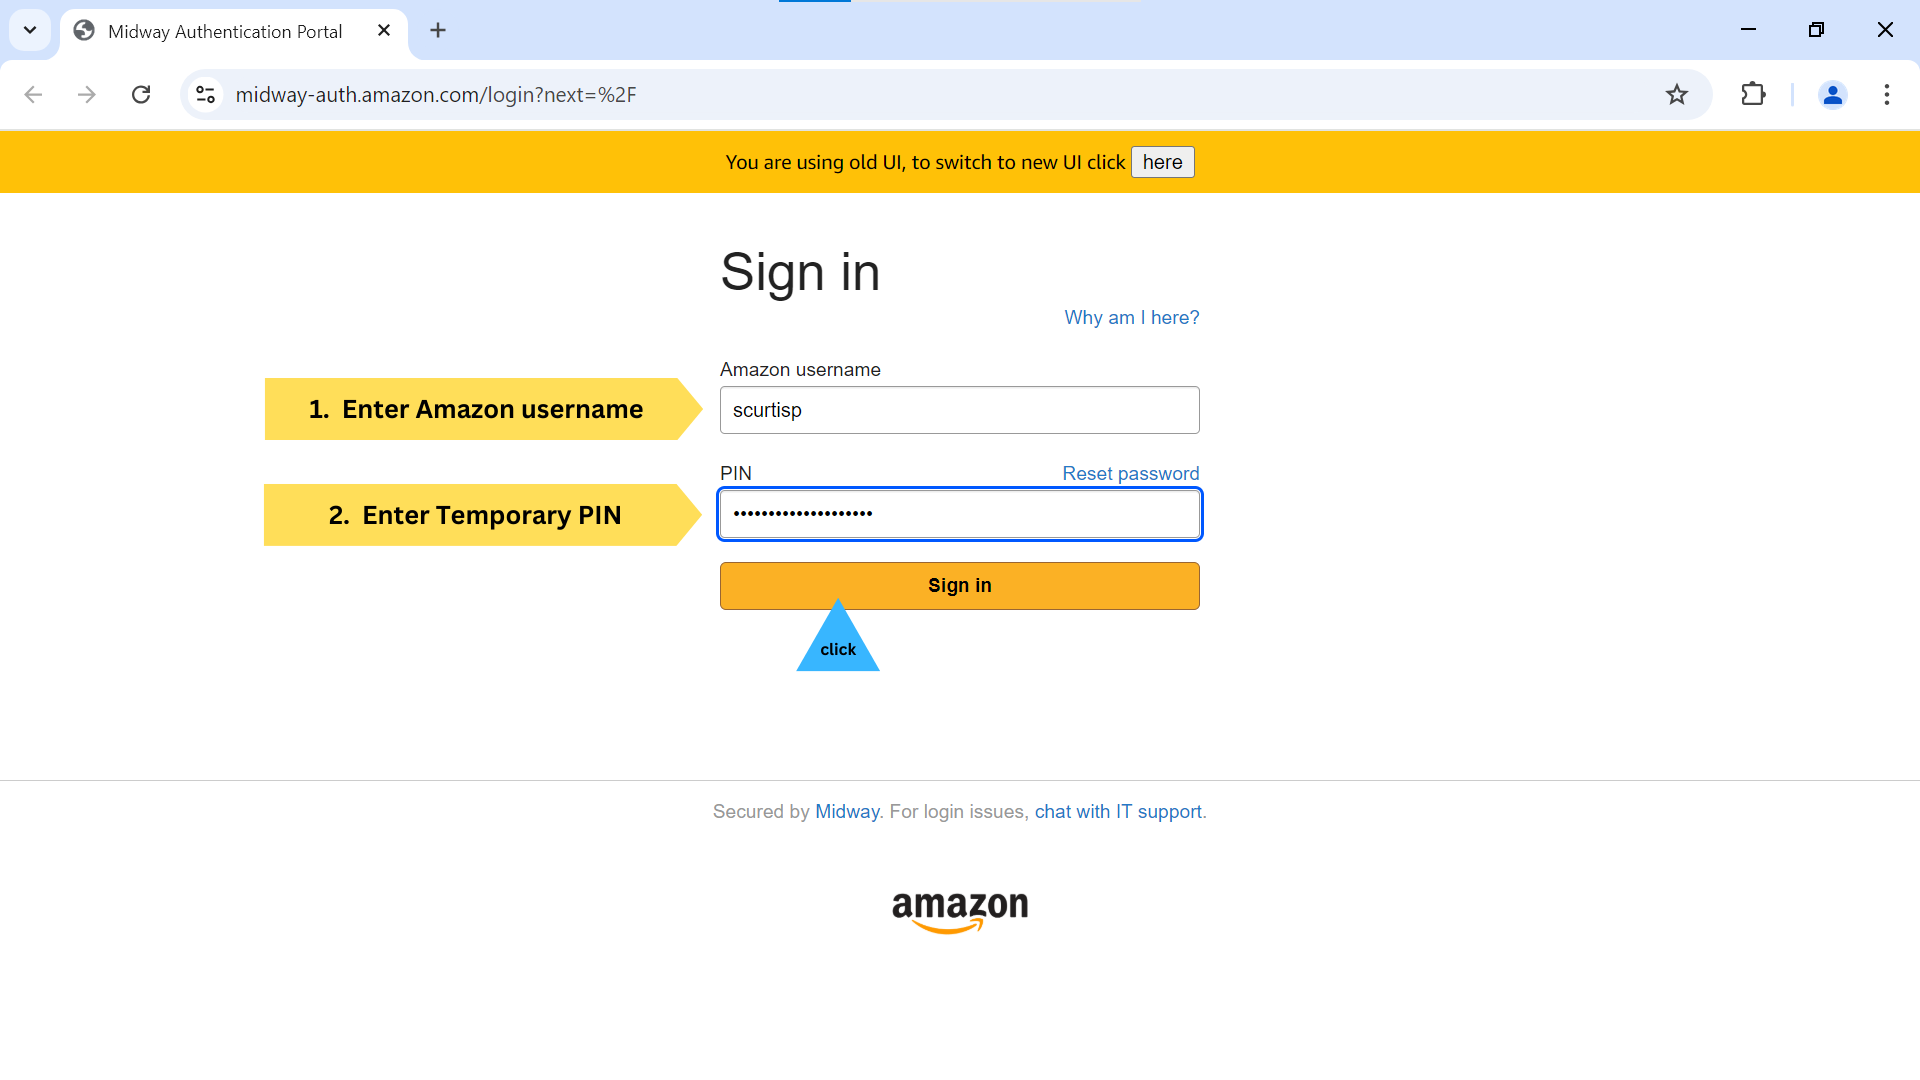 Midway Authentication Portal
midway-auth.amazon.com/login?next=%2F
You are using old UI, to switch to new UI click here
Sign in
Why am I here?
Amazon username
1. Enter Amazon username
scurtisp
PIN Reset password
2. Enter Temporary PIN
••••••••••••••••••••
Sign in
click
Secured by Midway. For login issues, chat with IT support.
amazon